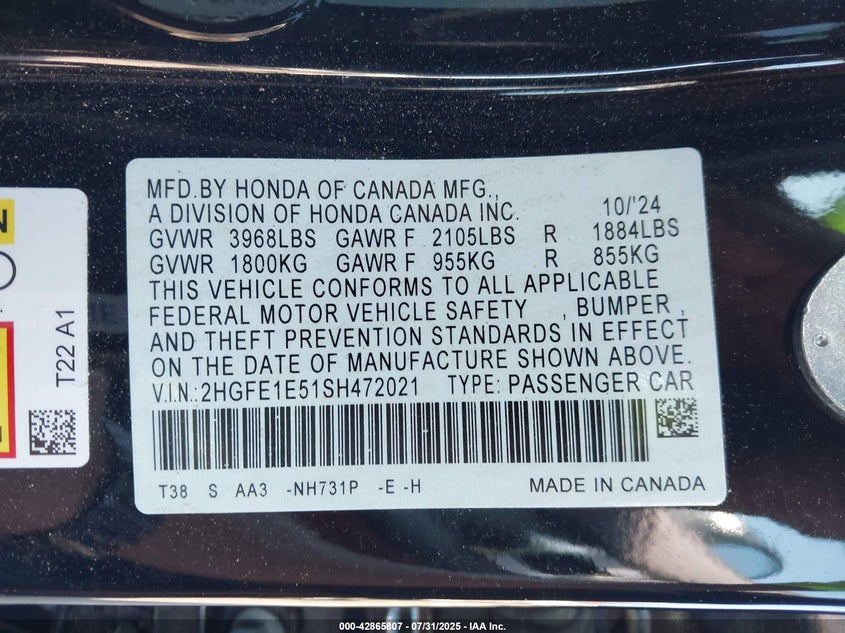 MFD.BY HONDA OF CANADA MFG.,
A DIVISION OF HONDA CANADA INC. 10/'24
GVWR 3968LBS GAWR F 2105LBS R 1884LBS
GVWR 1800KG GAWR F 955KG R 855KG
THIS VEHICLE CONFORMS TO ALL APPLICABLE
FEDERAL MOTOR VEHICLE SAFETY , BUMPER ,
AND THEFT PREVENTION STANDARDS IN EFFECT
ON THE DATE OF MANUFACTURE SHOWN ABOVE.
V.I.N.:2HGFE1E51SH472021 TYPE: PASSENGER CAR
T38 S AA3 -NH731P -E -H MADE IN CANADA
T22 A1
000-42865807 - 07/31/2025 - IAA Inc.